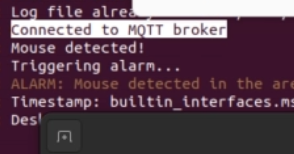 Log file alrea
Connected to MQTT broker
Mouse detected!
Triggering alarm...
ALARM: Mouse detected in the are
Timestamp: builtin_interfaces.ms
Des